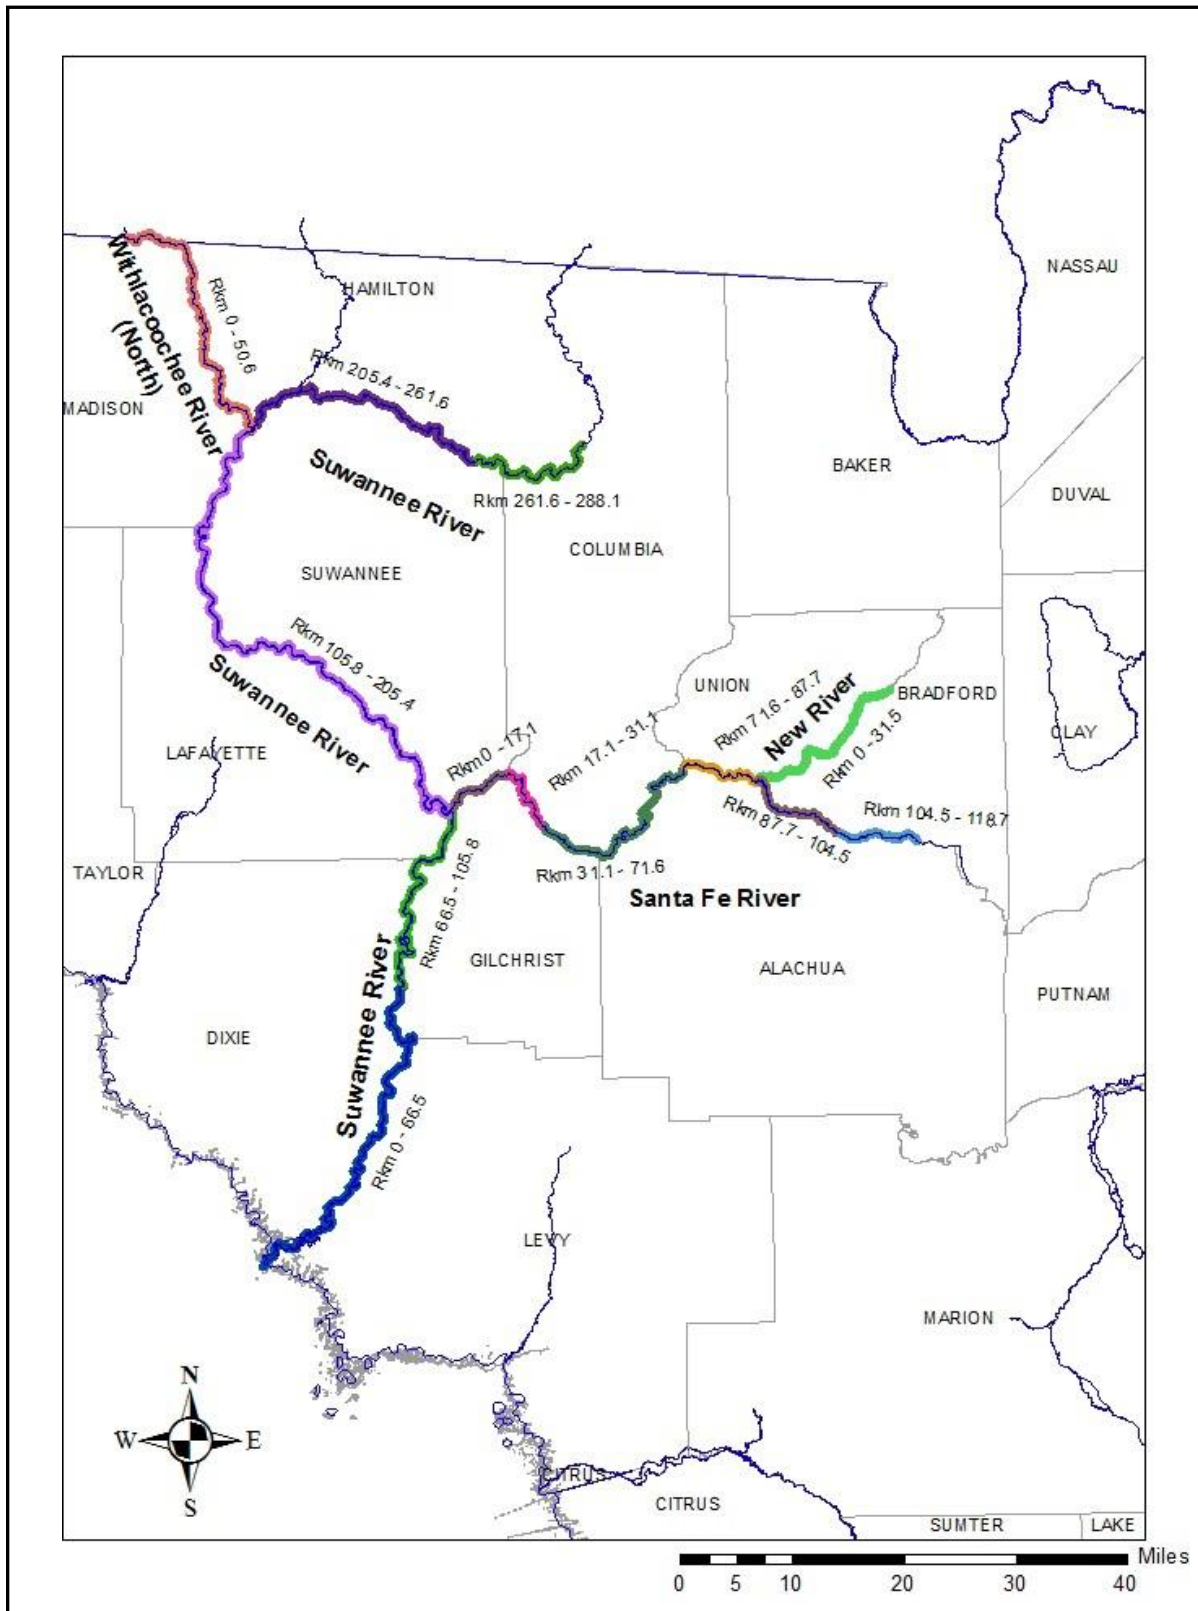 NASSAU
HAMILTON
Withlacoochee River
(North)
Rkm 0 - 50.6
MADISON
Rkm 205.4 - 261.6
Suwannee River
Rkm 261.6 - 288.1
BAKER
DUVAL
COLUMBIA
SUWANNEE
Rkm 105.8 - 205.4
Suwannee River
UNION
Rkm 71.6 - 87.7
New River
BRADFORD
Rkm 0 - 31.5
CLAY
LAFAYETTE
Rkm 0 - 17.1
Rkm 17.1 - 31.1
Rkm 87.7 - 104.5
Rkm 104.5 - 118.7
Rkm 31.1 - 71.6
TAYLOR
Rkm 66.5 - 105.8
Santa Fe River
GILCHRIST
ALACHUA
PUTNAM
DIXIE
Suwannee River
Rkm 0 - 66.5
LEVY
MARION
N
W E
S
CITRUS
CITRUS
SUMTER
LAKE
Miles
0 5 10 20 30 40